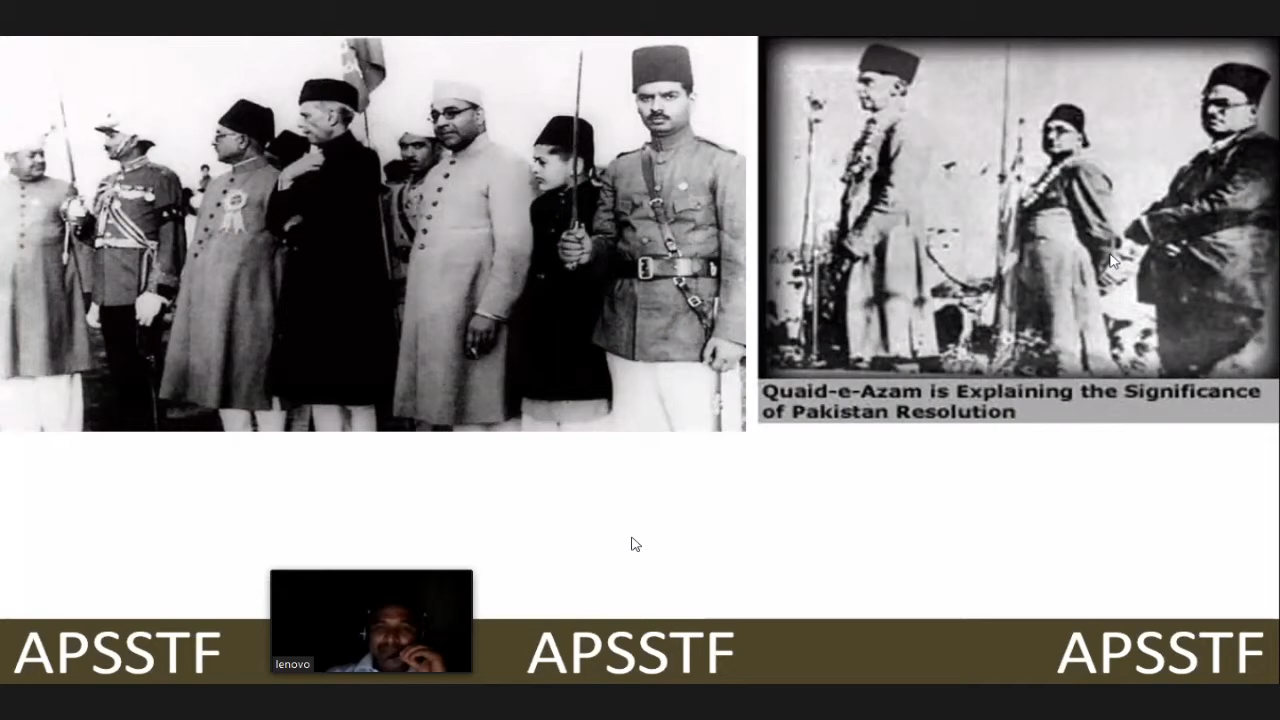 Quaid-e-Azam is Explaining the Significance
of Pakistan Resolution
lenovo
APSSTF APSSTF APSSTF